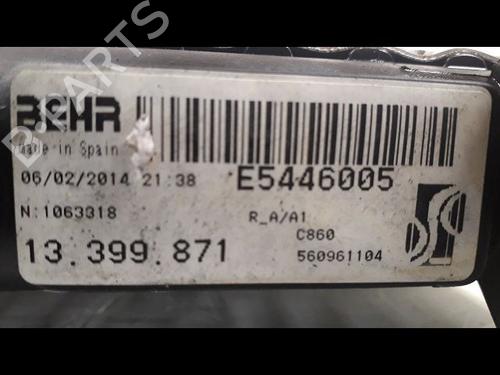 BEHR
made in Spain
06/02/2014 21:38
E5446005
N:1063318
R_A/A1
C860
13.399.871
560961104
B-PARTS